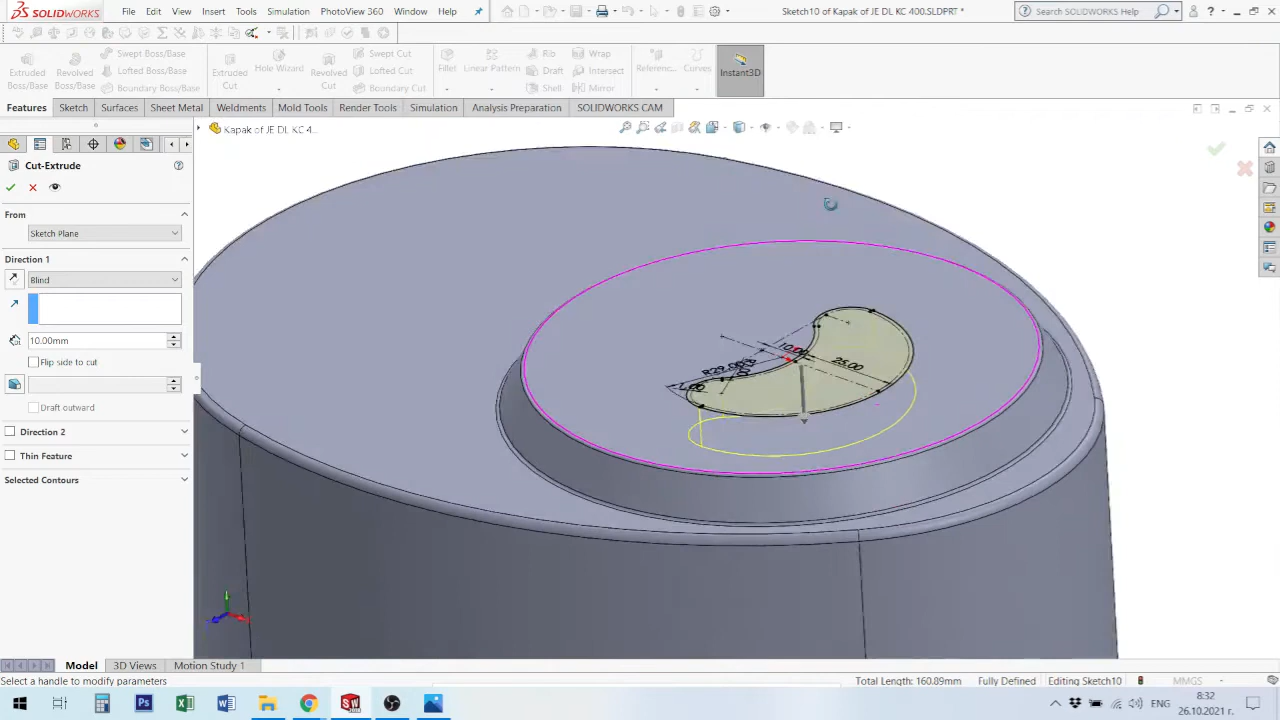 SOLIDWORKS
File Edit View Insert Tools Simulation PhotoView 360 Window Help
Sketch10 of Kapak of JE DL KC 400.SLDPRT *
Search SOLIDWORKS Help
Extruded Boss/Base
Revolved Boss/Base
Swept Boss/Base
Lofted Boss/Base
Boundary Boss/Base
Extruded Cut
Hole Wizard
Revolved Cut
Swept Cut
Lofted Cut
Boundary Cut
Fillet
Linear Pattern
Rib
Draft
Shell
Wrap
Intersect
Mirror
Referenc...
Curves
Instant3D
Features Sketch Surfaces Sheet Metal Weldments Mold Tools Render Tools Simulation Analysis Preparation SOLIDWORKS CAM
Kapak of JE DL KC 4...
Cut-Extrude
From
Sketch Plane
Direction 1
Blind
10.00mm
Flip side to cut
Draft outward
Direction 2
Thin Feature
Selected Contours
25.00
Model 3D Views Motion Study 1
Select a handle to modify parameters
Total Length: 160.89mm Fully Defined Editing Sketch10 MMGS
ENG
8:32
26.10.2021 г.